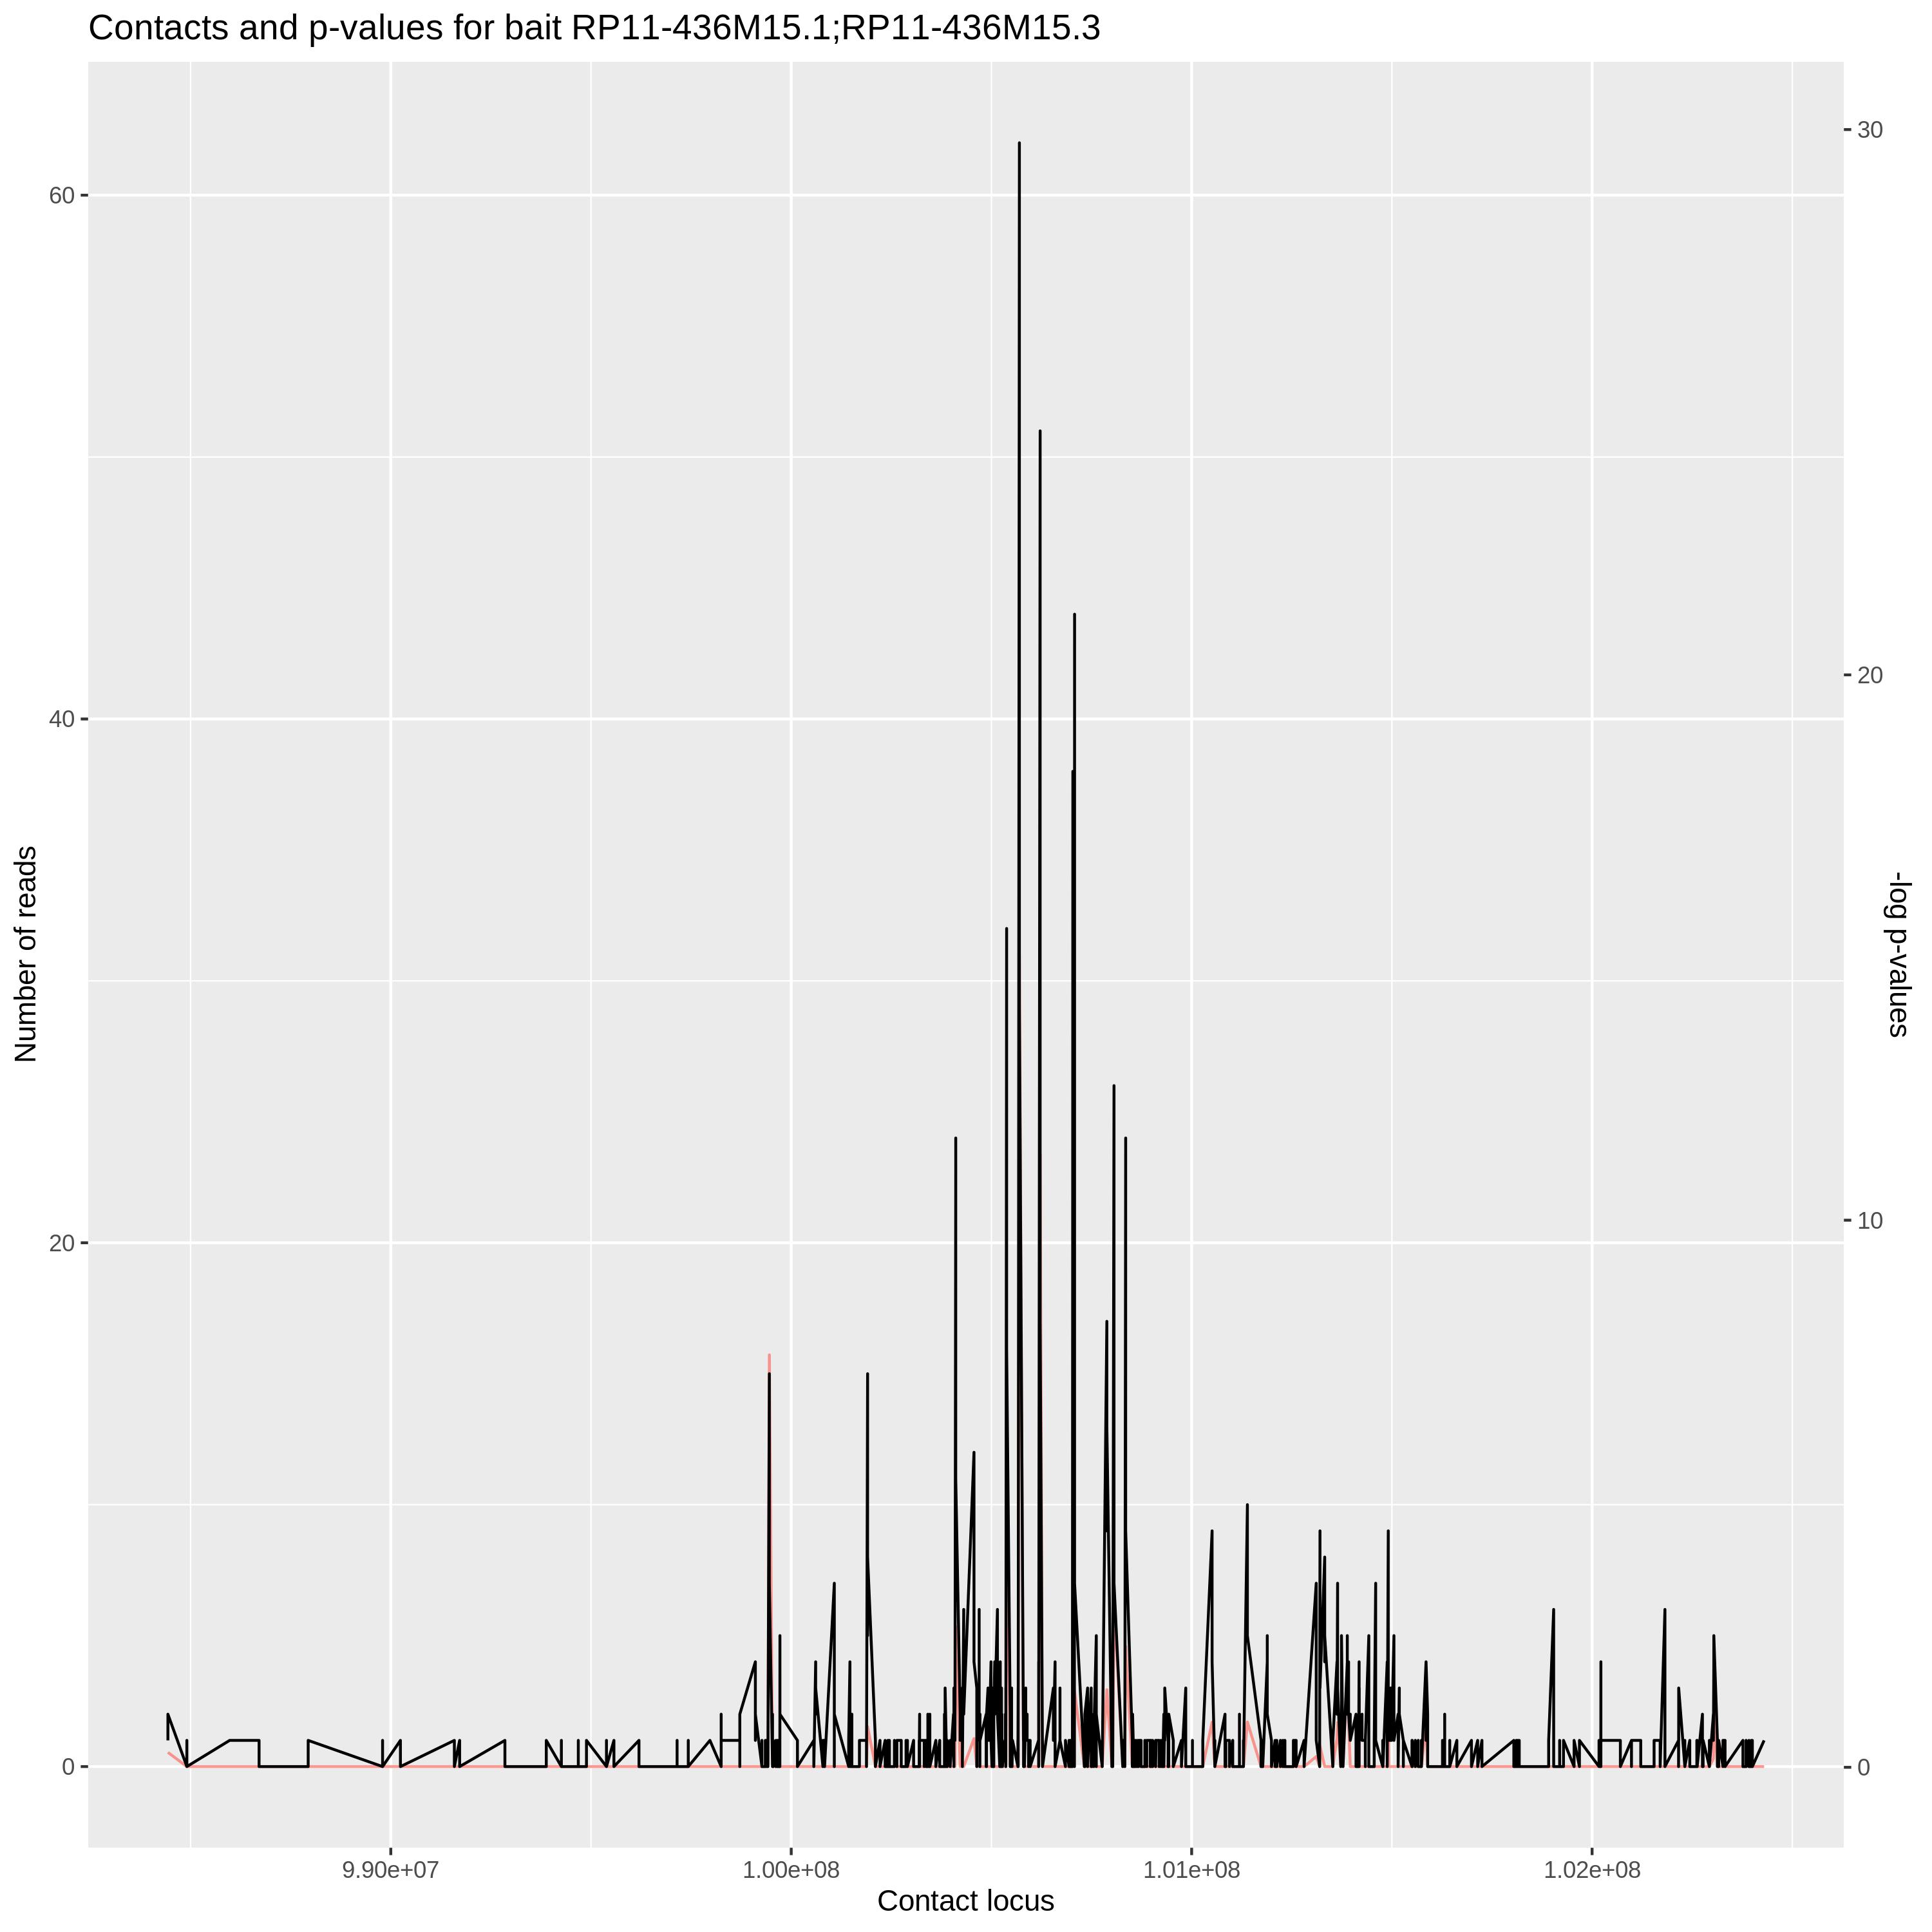 Contacts and p-values for bait RP11-436M15.1;RP11-436M15.3
Number of reads
60
40
20
0
30
20
10
0
-log p-values
9.90e+07
1.00e+08
1.01e+08
1.02e+08
Contact locus